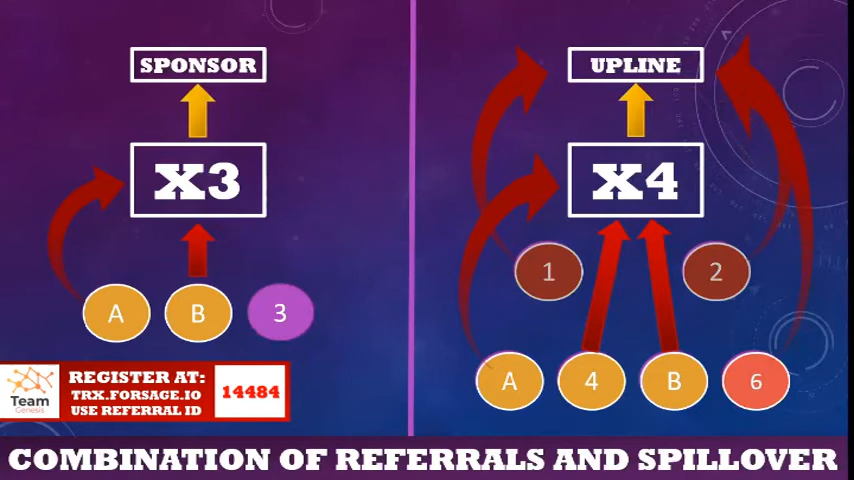 SPONSOR
X3
A B 3
UPLINE
X4
1 2
A 4 B 6
Team
Genesis
REGISTER AT:
TRX.FORSAGE.IO
USE REFERRAL ID
14484
COMBINATION OF REFERRALS AND SPILLOVER